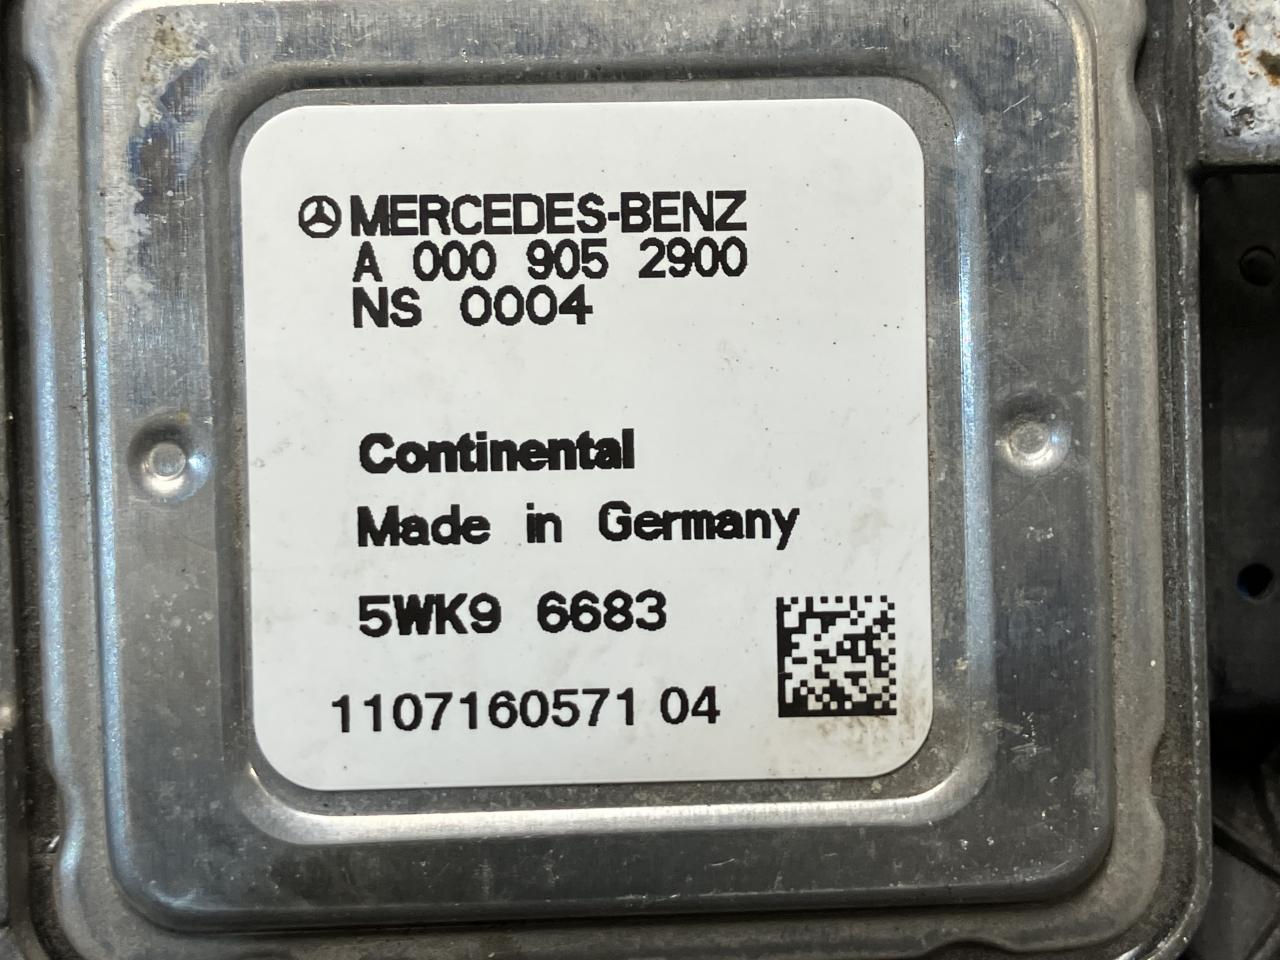 MERCEDES-BENZ
A 000 905 2900
NS 0004
Continental
Made in Germany
5WK9 6683
1107160571 04